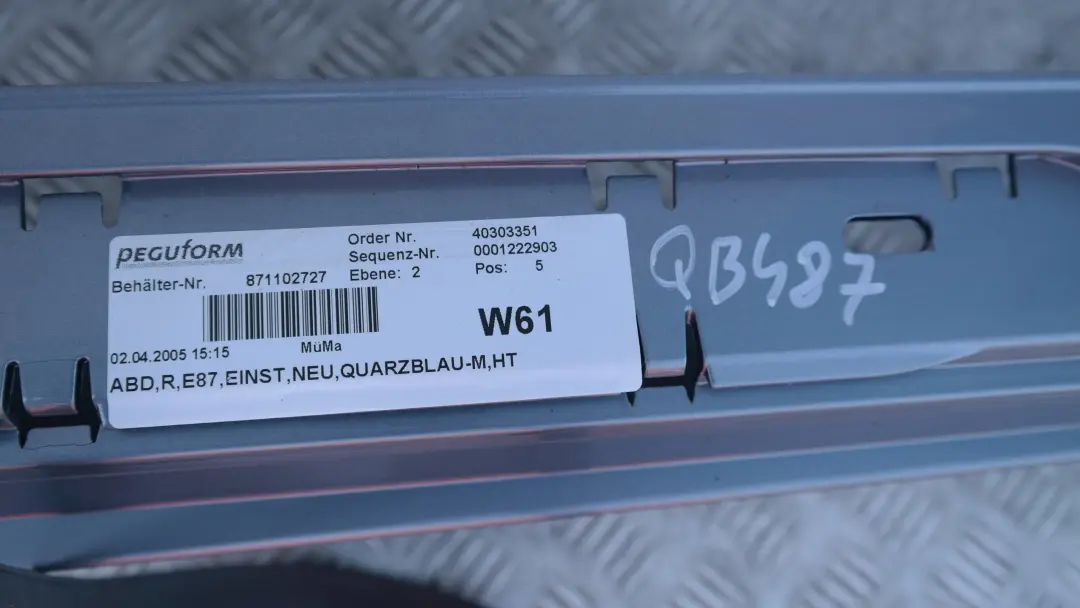 peguform
Order Nr. 40303351
Sequenz-Nr. 0001222903
Behälter-Nr. 871102727 Ebene: 2 Pos: 5
W61
02.04.2005 15:15 MüMa
ABD,R,E87,EINST,NEU,QUARZBLAU-M,HT
QB487